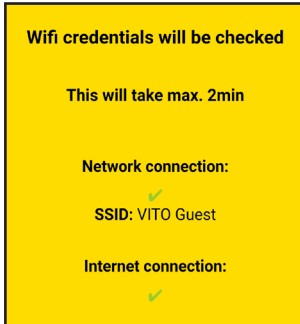 Wifi credentials will be checked
This will take max. 2min
Network connection:
✔
SSID: VITO Guest
Internet connection:
✔